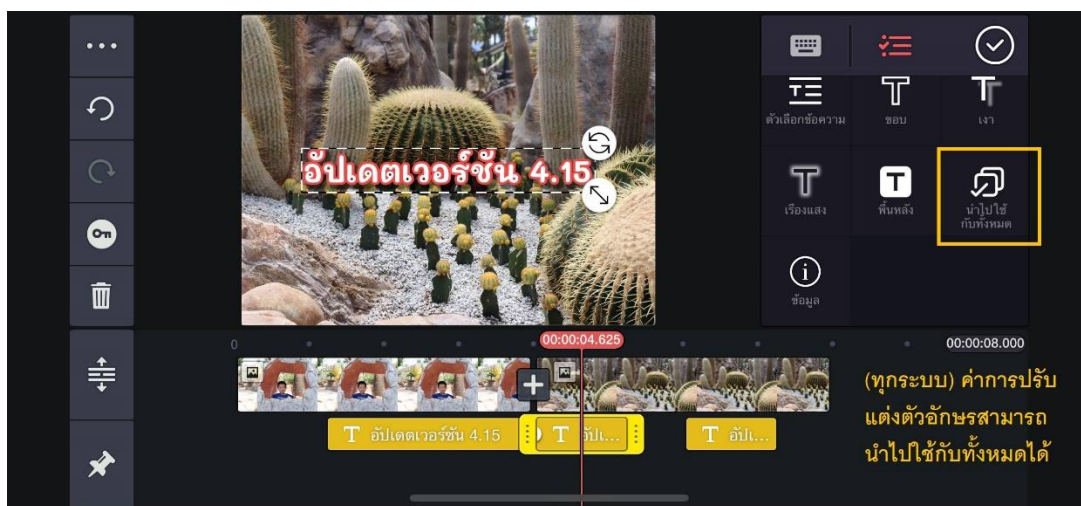 อัปเดตเวอร์ชัน 4.15
ตัวเลือกข้อความ
ขอบ
เงา
เรืองแสง
พื้นหลัง
นำไปใช้
กับทั้งหมด
ข้อมูล
0
00:00:04.625
00:00:08.000
T อัปเดตเวอร์ชัน 4.15
T อัปเ...
T อัปเ...
(ทุกระบบ) ค่าการปรับ
แต่งตัวอักษรสามารถ
นำไปใช้กับทั้งหมดได้